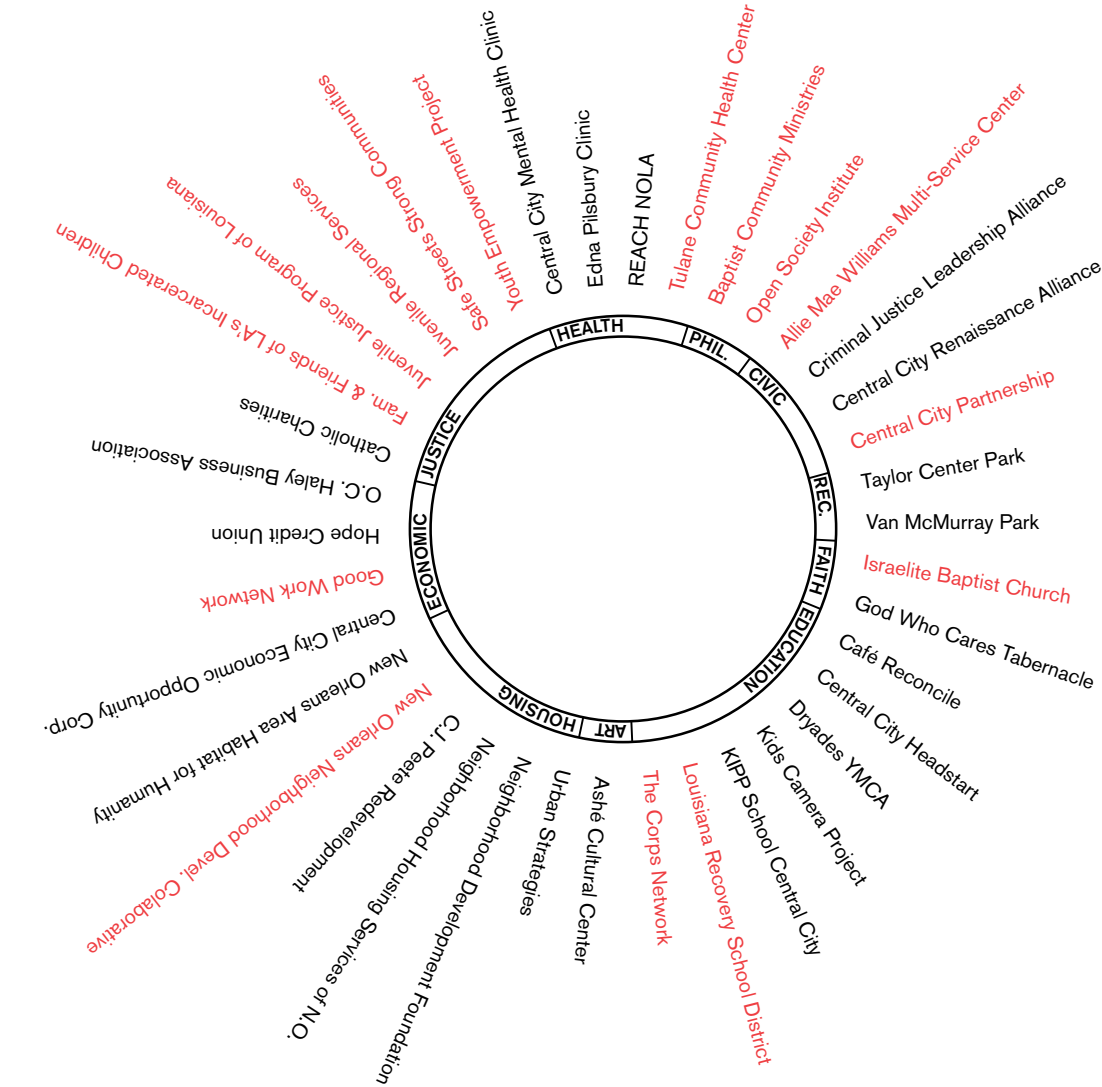 HEALTH
Central City Mental Health Clinic
Edna Pilsbury Clinic
REACH NOLA
Tulane Community Health Center
PHIL.
Baptist Community Ministries
Open Society Institute
CIVIC
Allie Mae Williams Multi-Service Center
Criminal Justice Leadership Alliance
Central City Renaissance Alliance
Central City Partnership
REC.
Taylor Center Park
Van McMurray Park
FAITH
Israelite Baptist Church
God Who Cares Tabernacle
EDUCATION
Café Reconcile
Central City Headstart
Dryades YMCA
Kids Camera Project
KIPP School Central City
Louisiana Recovery School District
The Corps Network
ART
Ashé Cultural Center
HOUSING
Urban Strategies
Neighborhood Development Foundation
Neighborhood Housing Services of N.O.
C.J. Peete Redevelopment
New Orleans Neighborhood Devel. Colaborative
New Orleans Area Habitat for Humanity
ECONOMIC
Central City Economic Opportunity Corp.
Good Work Network
Hope Credit Union
O.C. Haley Business Association
JUSTICE
Catholic Charities
Fam. & Friends of LA's Incarcerated Children
Juvenile Justice Program of Louisiana
Juvenile Regional Services
Safe Streets Strong Communities
Youth Empowerment Project